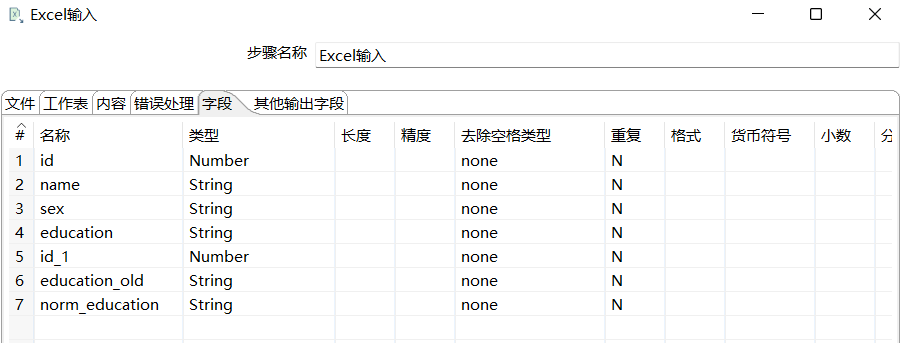 Excel输入
步骤名称 Excel输入
文件 工作表 内容 错误处理 字段 其他输出字段
# 名称 类型 长度 精度 去除空格类型 重复 格式 货币符号 小数
1 id Number none N
2 name String none N
3 sex String none N
4 education String none N
5 id_1 Number none N
6 education_old String none N
7 norm_education String none N